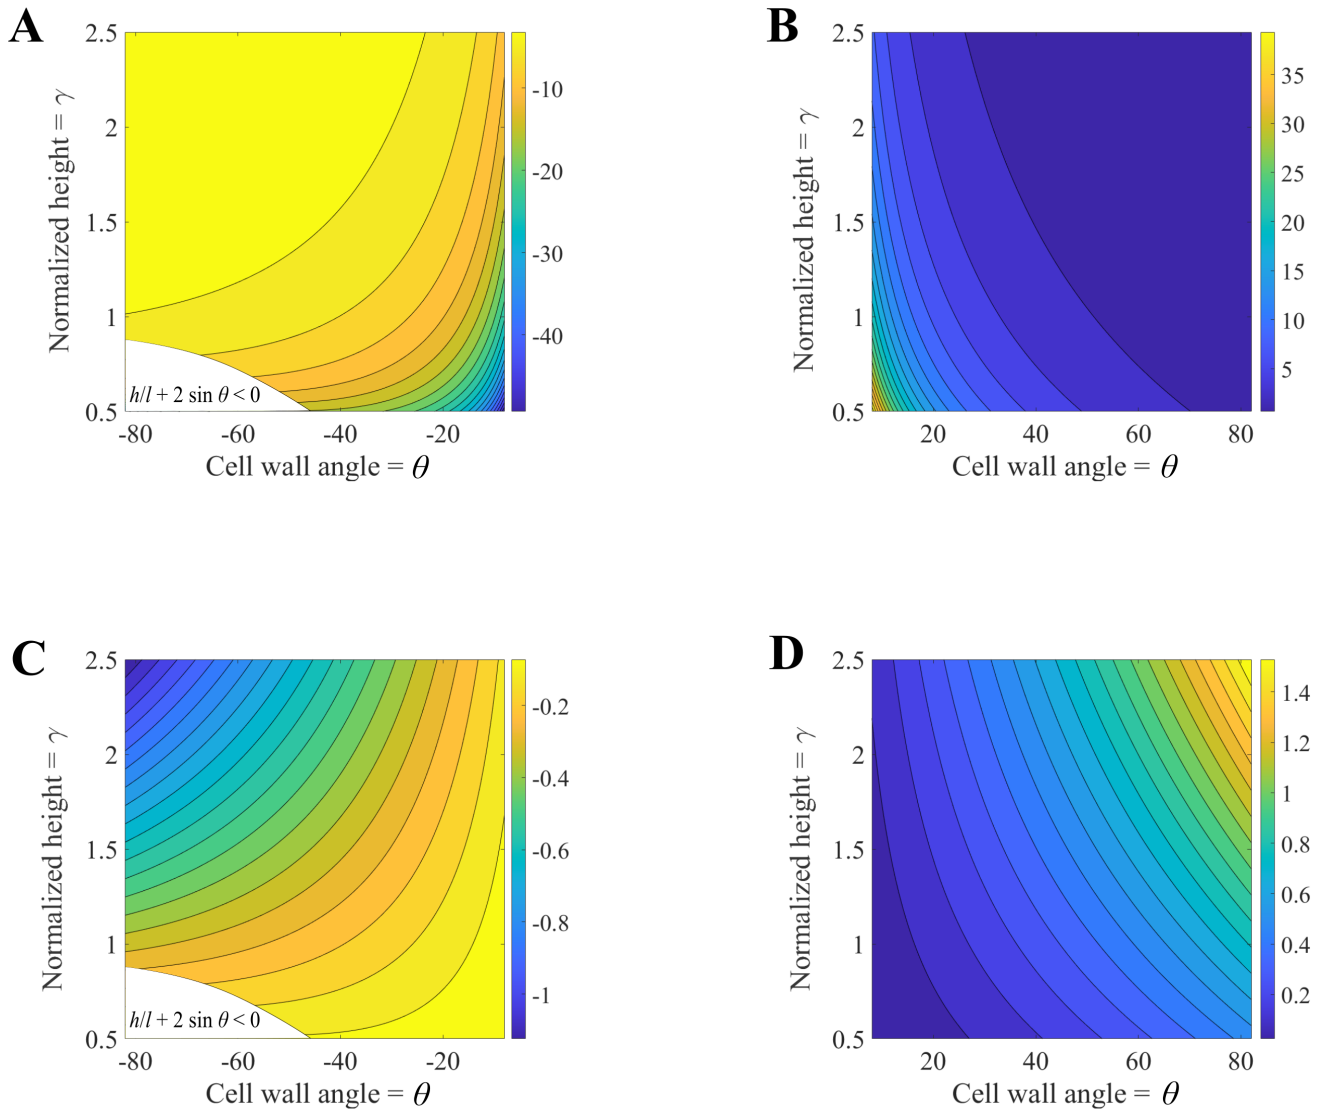 A
2.5
2
1.5
1
0.5
Normalized height = γ
h/l + 2 sin θ < 0
-80 -60 -40 -20
Cell wall angle = θ
-10
-20
-30
-40
B
2.5
2
1.5
1
0.5
Normalized height = γ
20 40 60 80
Cell wall angle = θ
35
30
25
20
15
10
5
C
2.5
2
1.5
1
0.5
Normalized height = γ
h/l + 2 sin θ < 0
-80 -60 -40 -20
Cell wall angle = θ
-0.2
-0.4
-0.6
-0.8
-1
D
2.5
2
1.5
1
0.5
Normalized height = γ
20 40 60 80
Cell wall angle = θ
1.4
1.2
1
0.8
0.6
0.4
0.2